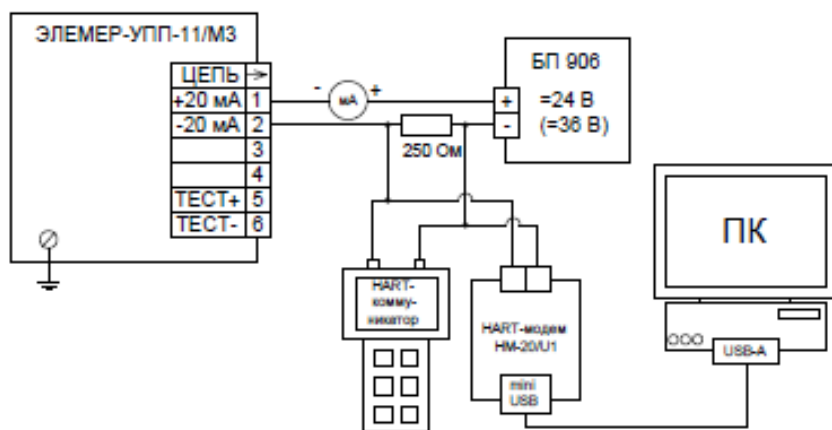 ЭЛЕМЕР-УПП-11/М3
ЦЕПЬ
+20 мА 1
-20 мА 2
3
4
ТЕСТ+ 5
ТЕСТ- 6
- мА +
250 Ом
БП 906
+ =24 В
- (=36 В)
HART-
комму-
никатор
HART-модем
HM-20/U1
mini
USB
ПК
USB-A